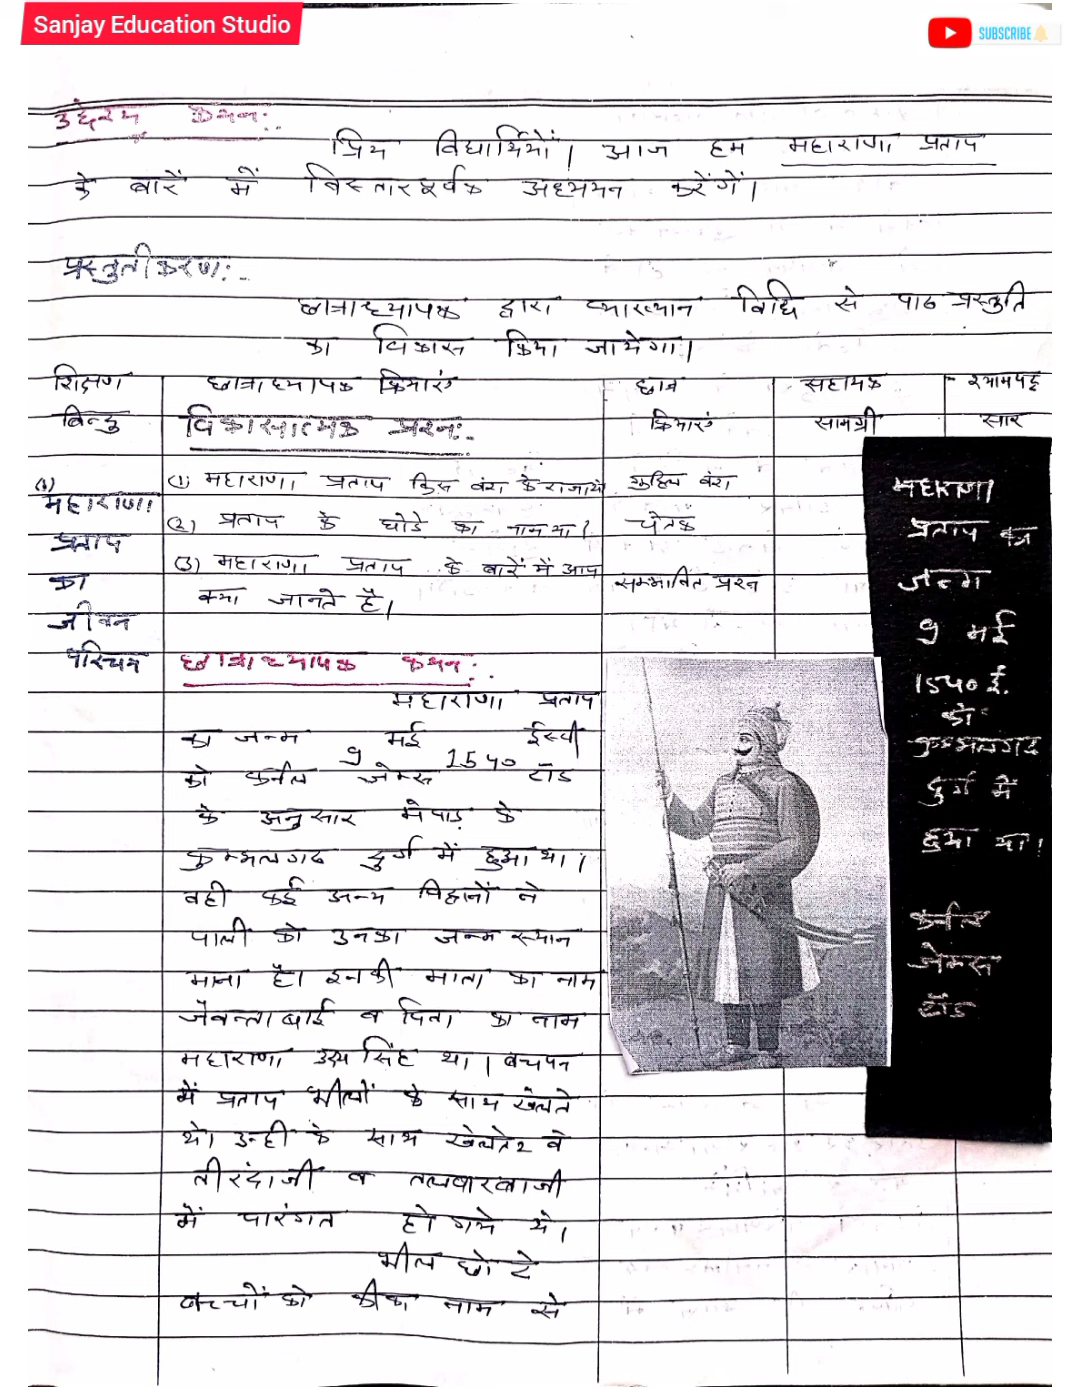 Sanjay Education Studio
SUBSCRIBE
उद्देश्य कथन:-
प्रिय विद्यार्थियों। आज हम महाराणा प्रताप
के बारें में विस्तारपूर्वक अध्ययन करेंगें।
प्रस्तुतीकरण:-
छात्राध्यापक द्वारा व्याख्यान विधि से पाठ प्रस्तुति
का विकास किया जायेगा।
शिक्षण छात्राध्यापक क्रियाएं छात्र सहायक श्यामपट्ट
बिन्दु विकासात्मक प्रश्न:- क्रियाएं सामग्री सार
(1) (1) महाराणा प्रताप किस वंश के राजा थे गुहिल वंश
महाराणा (2) प्रताप के घोडे का नाम था। चेतक
प्रताप (3) महाराणा प्रताप के बारें में आप सम्भावित प्रश्न
का क्या जानते है।
जीवन
परिचय छात्राध्यापक कथन:-
महाराणा प्रताप
का जन्म 9 मई 1540 ईस्वी
को कर्नल जेम्स टॉड
के अनुसार मेवाड़ के
कुम्भलगढ दुर्ग में हुआ था।
वही कई अन्य विद्वानों ने
पाली को उनका जन्म स्थान
माना है। इनकी माता का नाम
जैवन्ता बाई व पिता का नाम
महाराणा उदय सिंह था। बचपन
में प्रताप भीलों के साथ खेलते
थे। उन्ही के साथ खेलते2 वे
तीरंदाजी व तलवारबाजी
में पारंगत हो गये थे।
भील छोटे
बच्चों को कीका नाम से
महाराणा
प्रताप का
जन्म
9 मई
1540 ई.
को
कुम्भलगढ
दुर्ग में
हुआ था।
कर्नल
जेम्स
टॉड